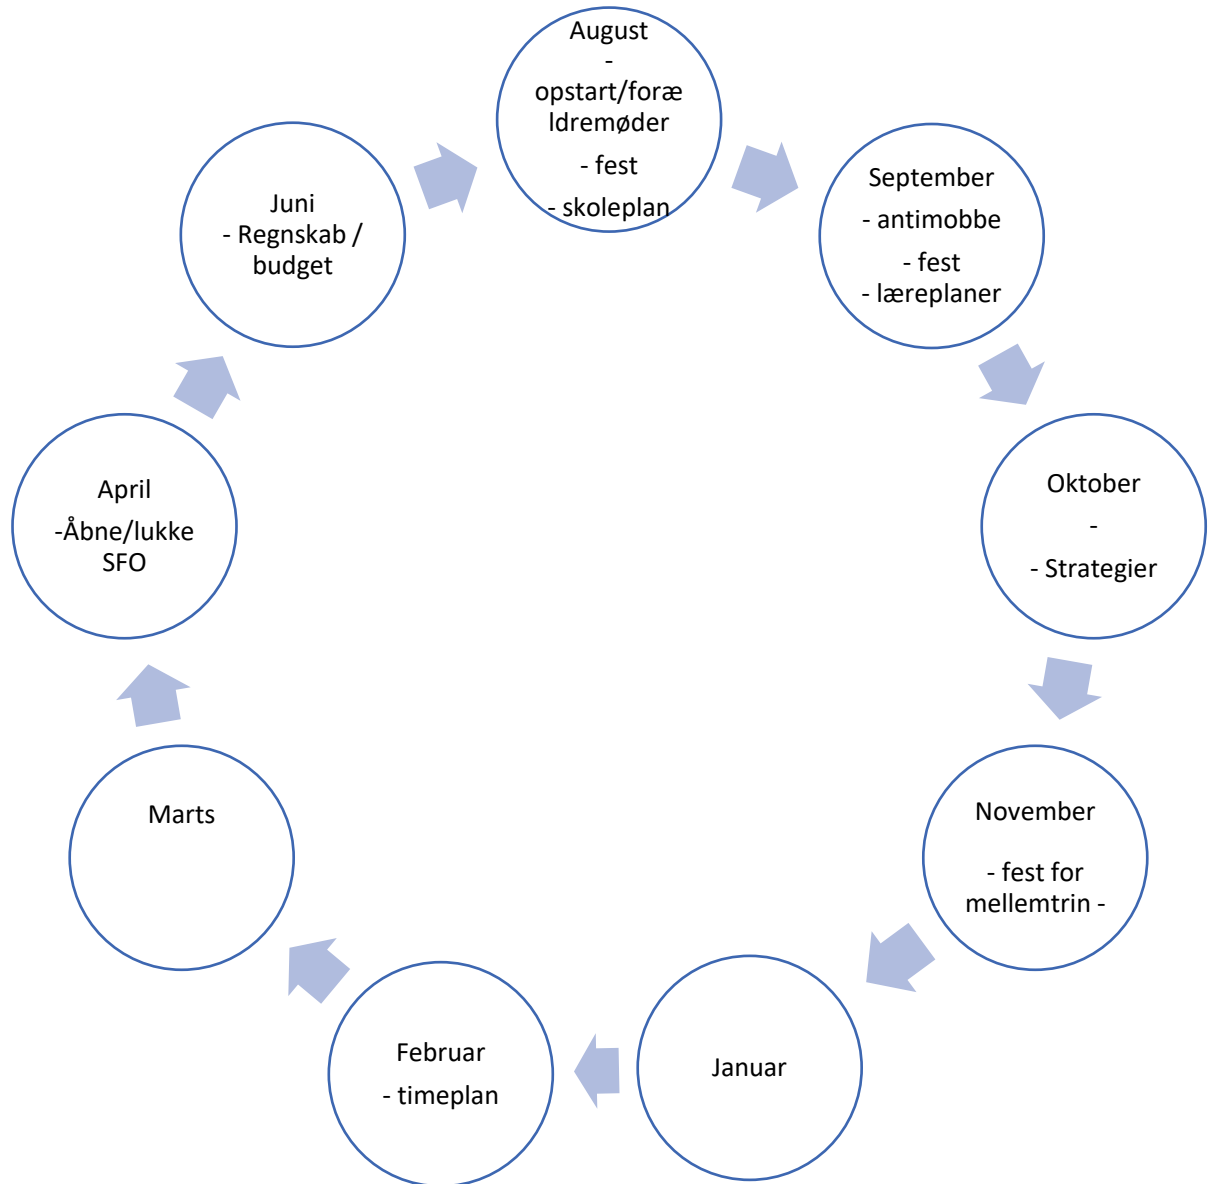 August
-
opstart/foræ
ldremøder
- fest
- skoleplan
September
- antimobbe
- fest
- læreplaner
Oktober
-
- Strategier
November
- fest for
mellemtrin -
Januar
Februar
- timeplan
Marts
April
-Åbne/lukke
SFO
Juni
- Regnskab /
budget